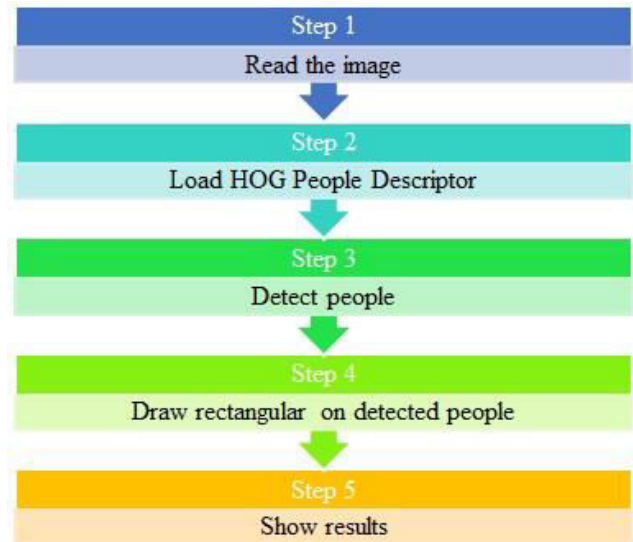 Step 1
Read the image
Step 2
Load HOG People Descriptor
Step 3
Detect people
Step 4
Draw rectangular on detected people
Step 5
Show results